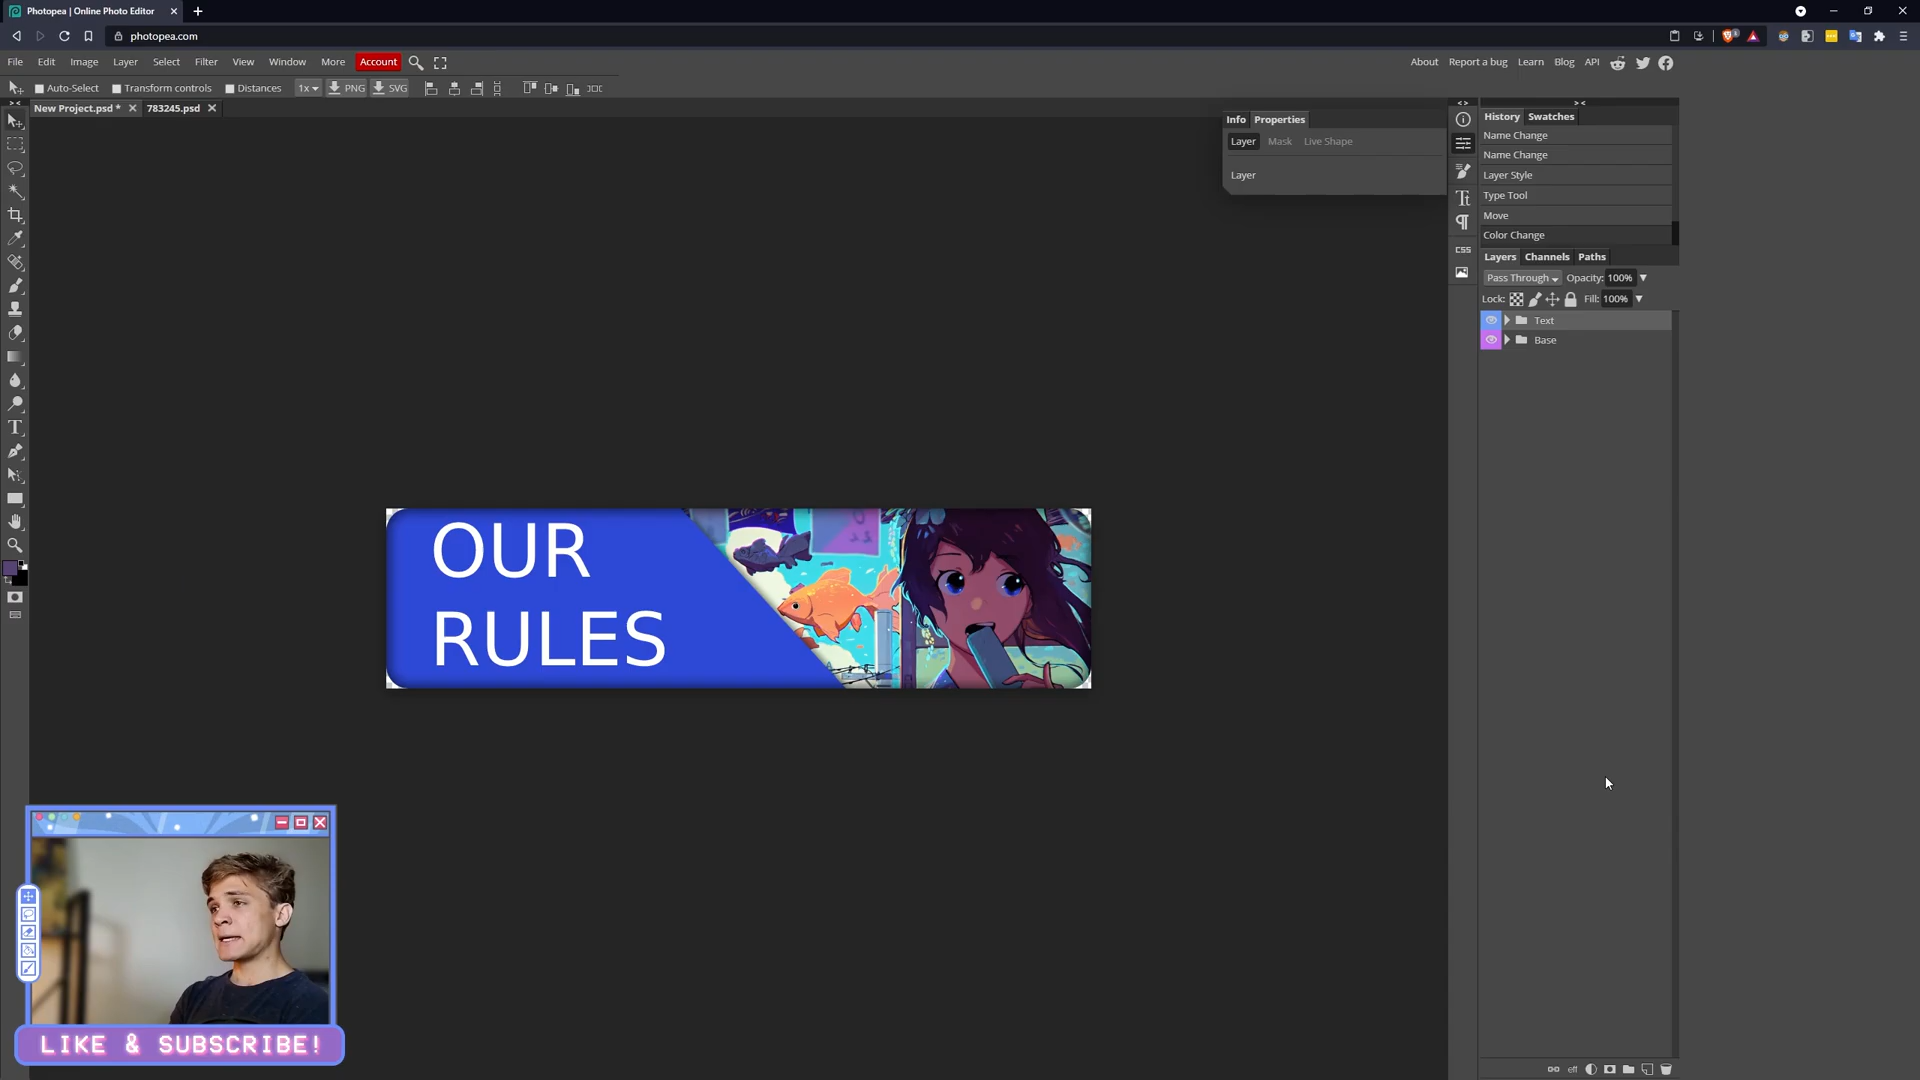 Photopea | Online Photo Editor
photopea.com
File Edit Image Layer Select Filter View Window More Account
About Report a bug Learn Blog API
Auto-Select Transform controls Distances 1x PNG SVG
New Project.psd * 783245.psd
Info Properties
Layer Mask Live Shape
Layer
History Swatches
Name Change
Name Change
Layer Style
Type Tool
Move
Color Change
Layers Channels Paths
Pass Through Opacity: 100%
Lock: Fill: 100%
Text
Base
CSS
OUR
RULES
LIKE & SUBSCRIBE!
eff